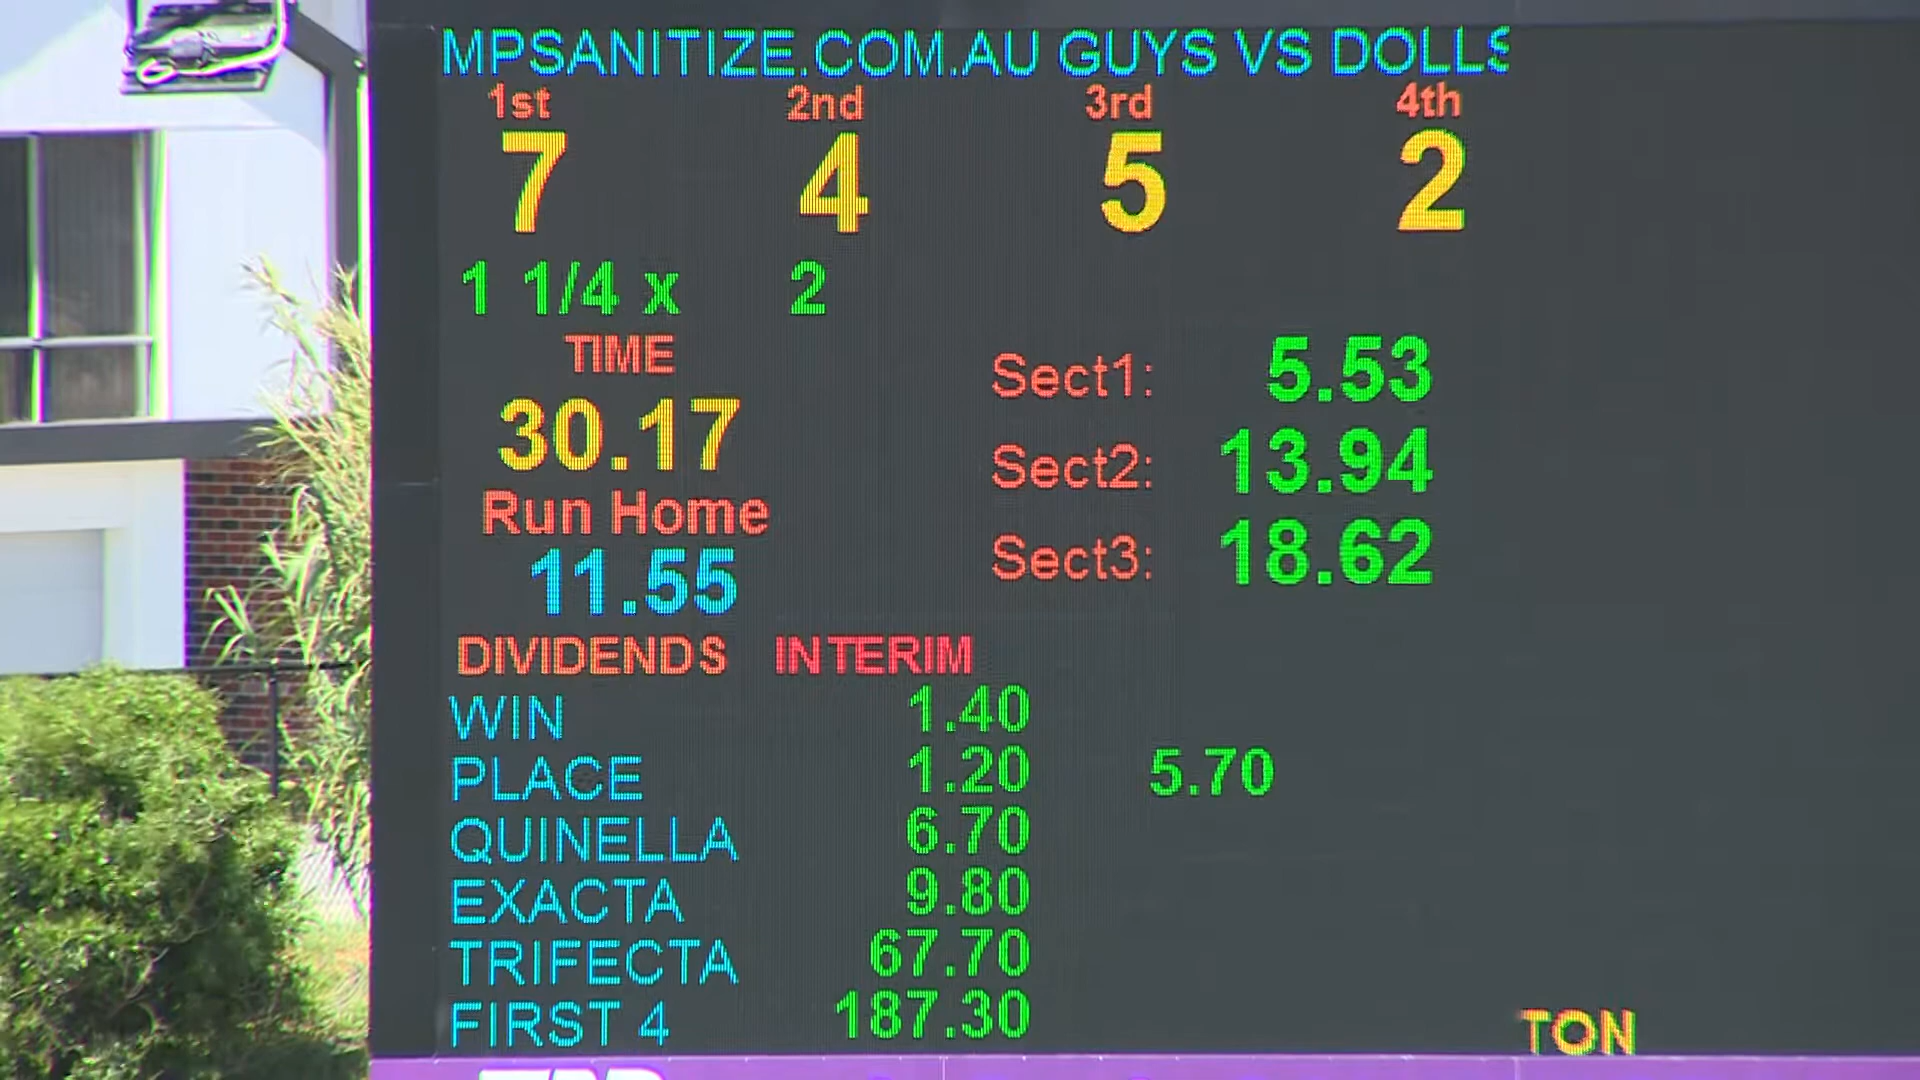 MPSANITIZE.COM.AU GUYS VS DOLLS
1st 2nd 3rd 4th
7 4 5 2
1 1/4 x 2
TIME
30.17
Run Home
11.55
Sect1: 5.53
Sect2: 13.94
Sect3: 18.62
DIVIDENDS INTERIM
WIN 1.40
PLACE 1.20 5.70
QUINELLA 6.70
EXACTA 9.80
TRIFECTA 67.70
FIRST 4 187.30
TON